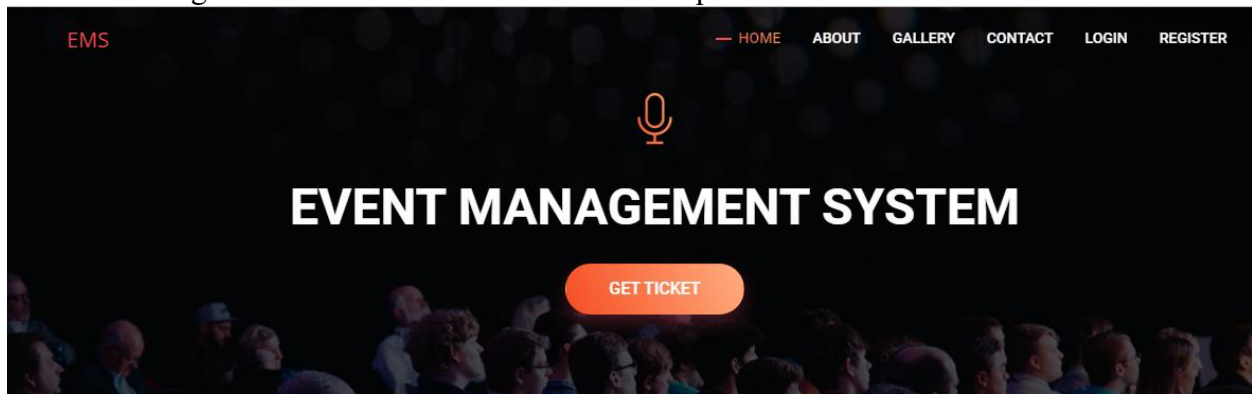 EMS
HOME ABOUT GALLERY CONTACT LOGIN REGISTER
EVENT MANAGEMENT SYSTEM
GET TICKET